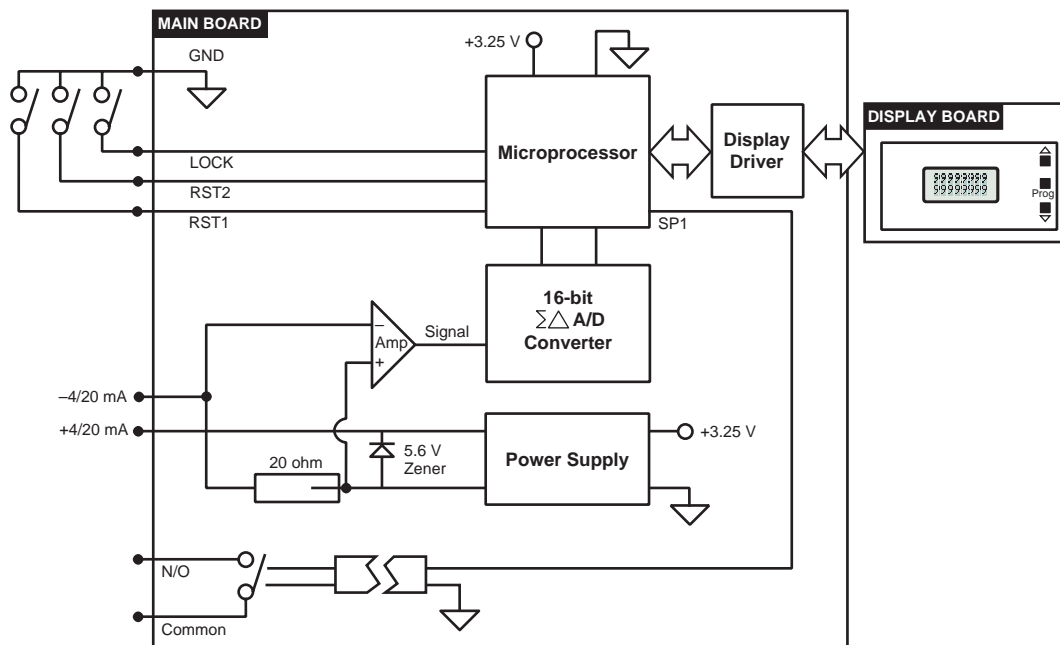 MAIN BOARD
GND
+3.25 V
Microprocessor
Display
Driver
DISPLAY BOARD
Prog
LOCK
RST2
RST1
SP1
16-bit
Σ△ A/D
Converter
–
Amp
+
Signal
–4/20 mA
+4/20 mA
20 ohm
5.6 V
Zener
Power Supply
+3.25 V
N/O
Common